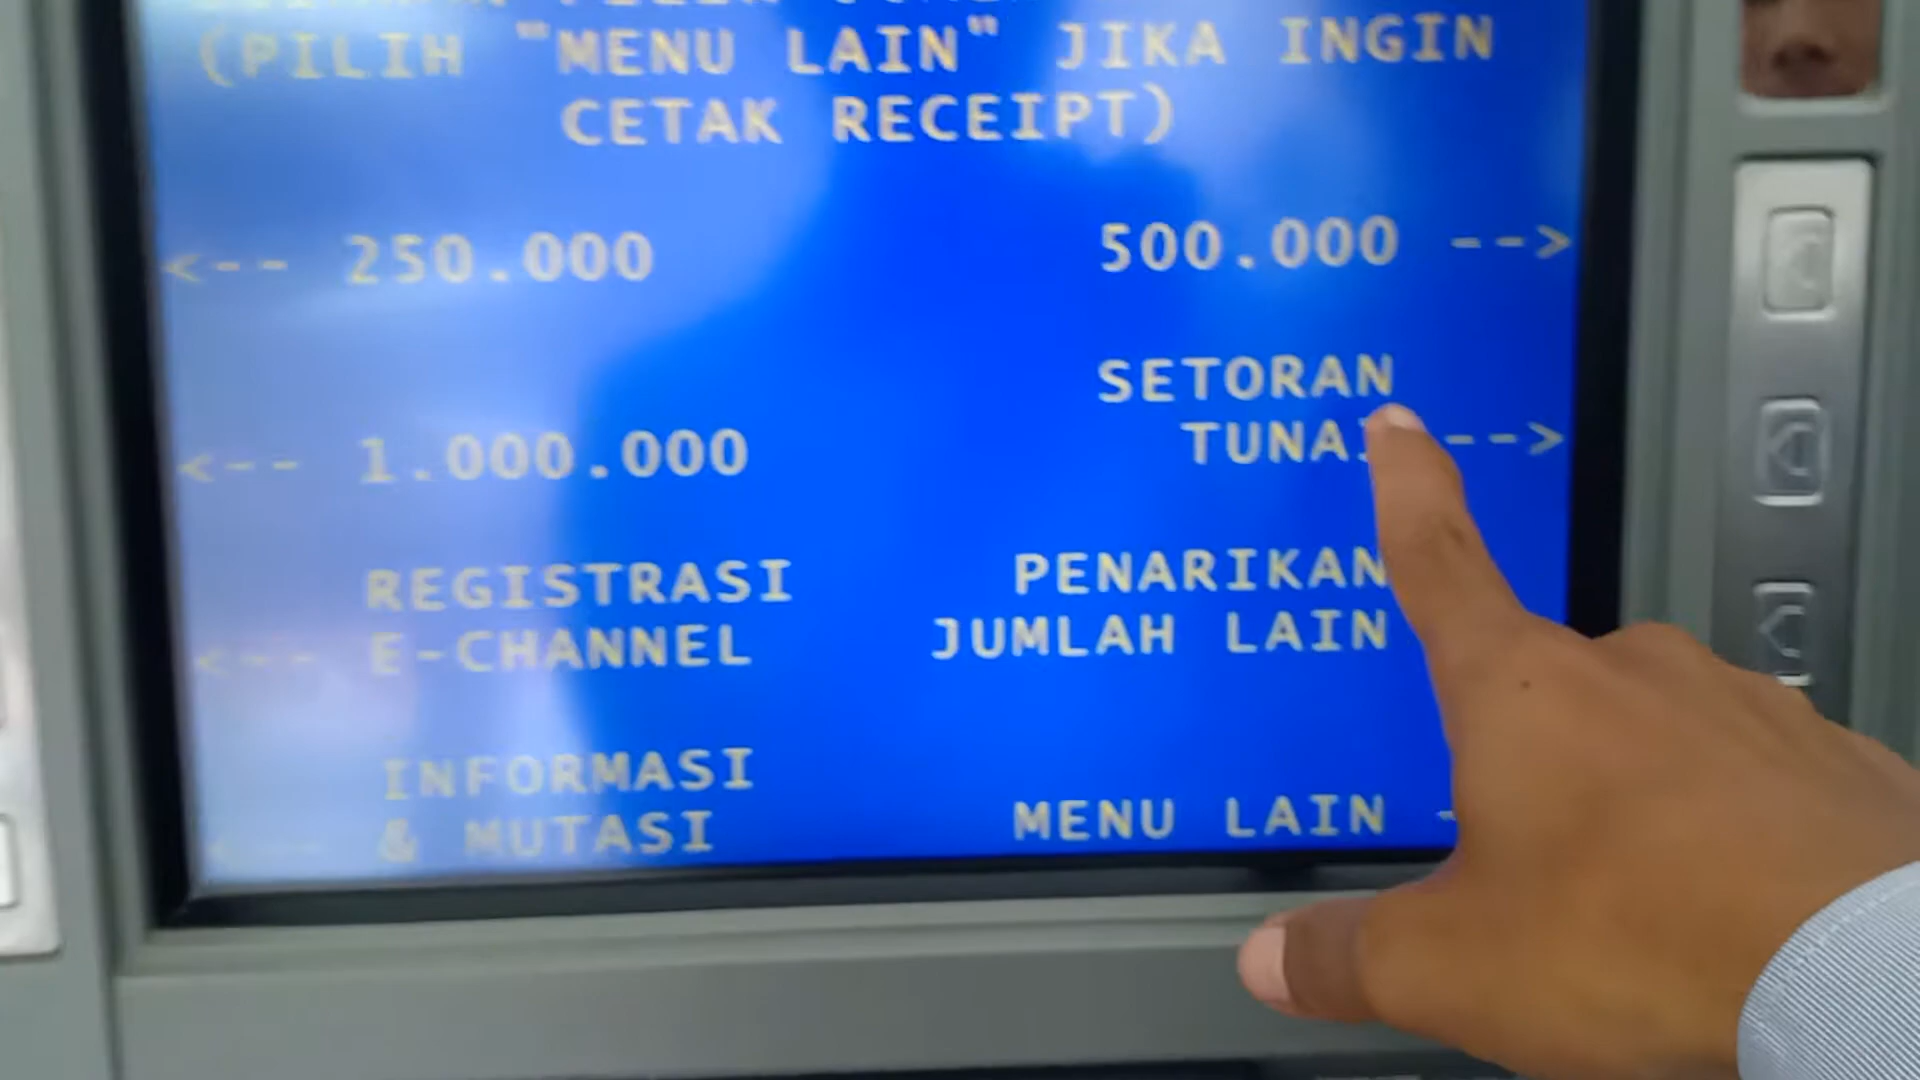 (PILIH "MENU LAIN" JIKA INGIN
CETAK RECEIPT)
<-- 250.000
500.000 -->
<-- 1.000.000
SETORAN
TUNAI -->
<-- REGISTRASI
E-CHANNEL
PENARIKAN
JUMLAH LAIN
<-- INFORMASI
& MUTASI
MENU LAIN